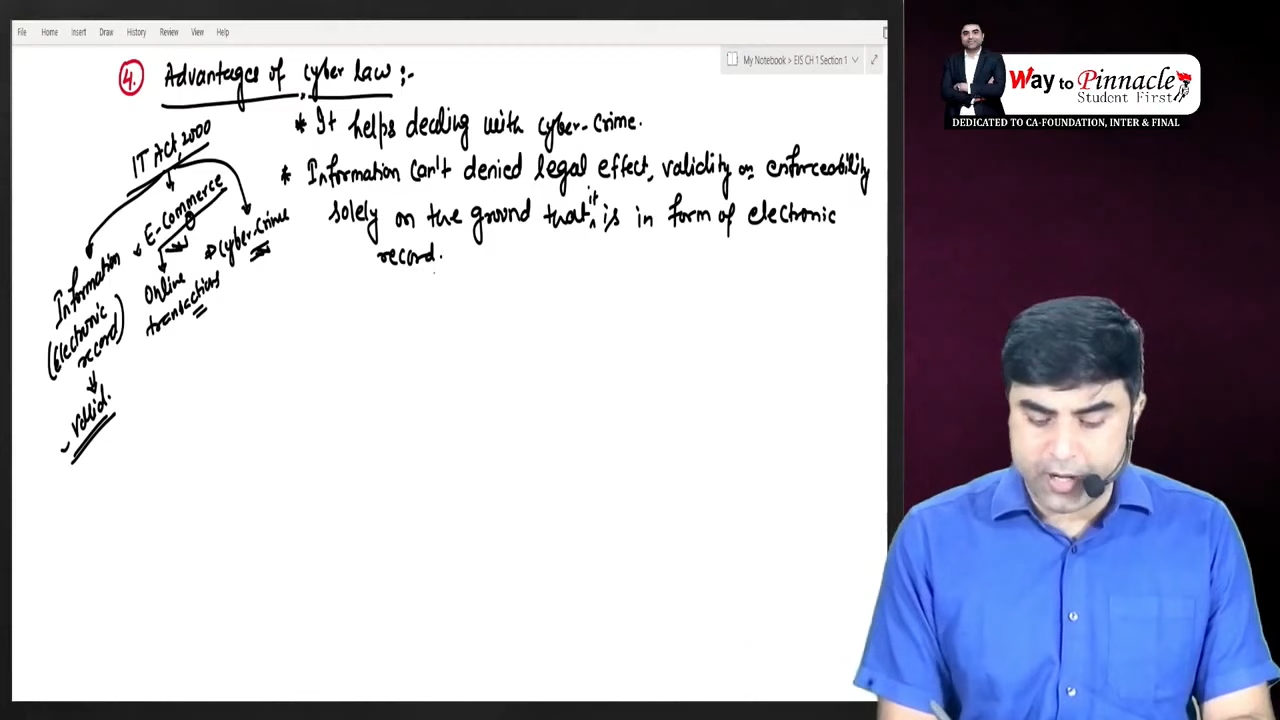 File Home Insert Draw History Review View Help
My Notebook > EIS CH 1 Section 1
4. Advantages of cyber law :-
* It helps dealing with cyber-crime.
* Information can't denied legal effect, validity or enforceability
solely on the ground that it is in form of electronic
record.
IT Act, 2000
E-Commerce
* Cyber-Crime
Information
(electronic
record)
Valid.
Online
transactions
Way to Pinnacle
Student First
DEDICATED TO CA-FOUNDATION, INTER & FINAL